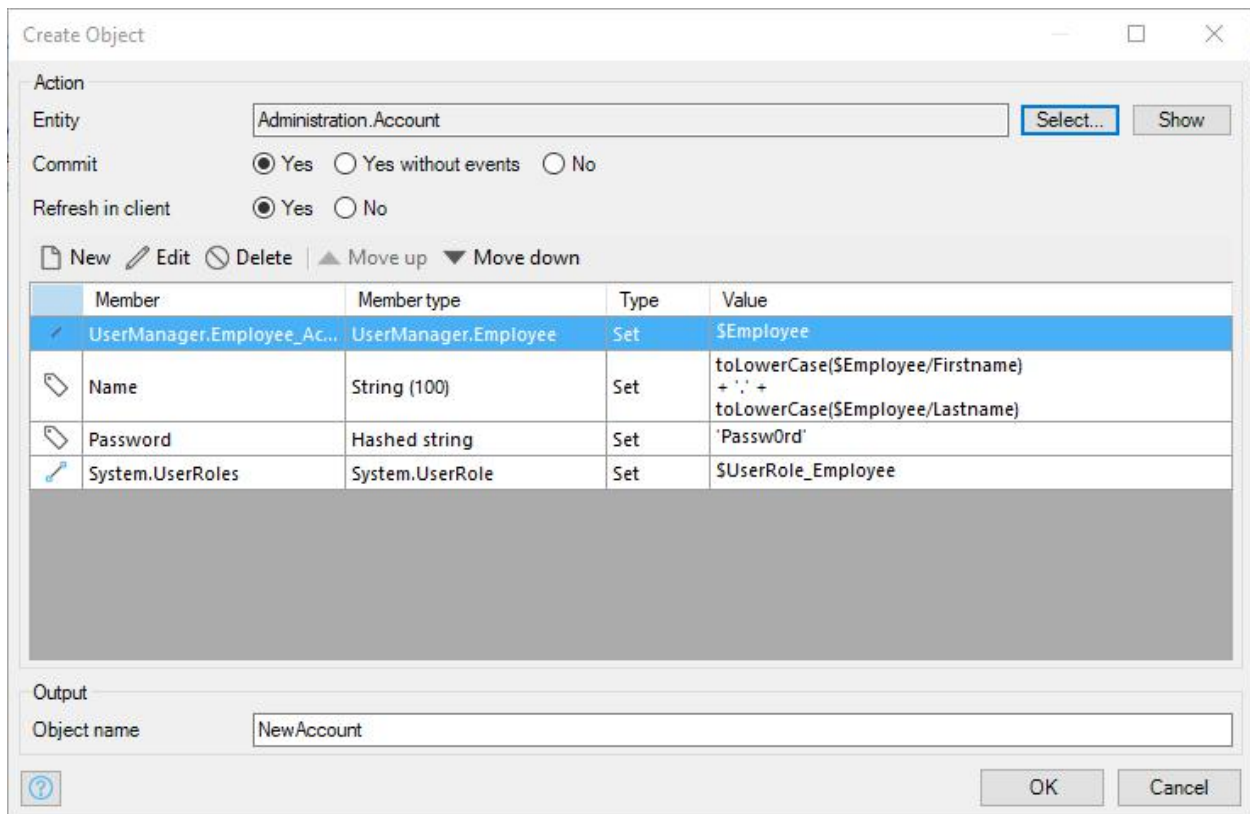 Create Object
Action
Entity Administration.Account Select... Show
Commit Yes Yes without events No
Refresh in client Yes No
New Edit Delete Move up Move down
Member Member type Type Value
UserManager.Employee_Ac... UserManager.Employee Set $Employee
Name String (100) Set toLowerCase($Employee/Firstname)
+ '.' +
toLowerCase($Employee/Lastname)
Password Hashed string Set 'Passw0rd'
System.UserRoles System.UserRole Set $UserRole_Employee
Output
Object name NewAccount
? OK Cancel